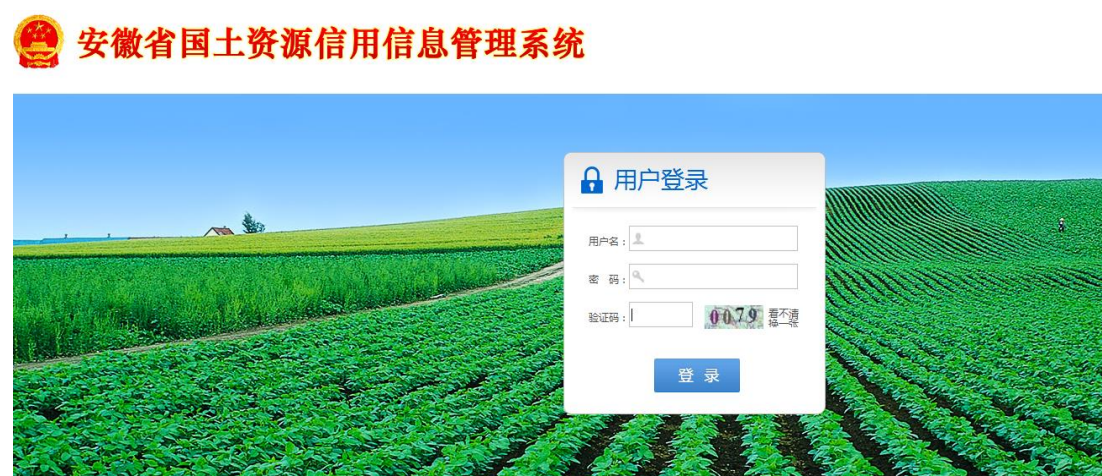 安徽省国土资源信用信息管理系统
用户登录
用户名：
密 码：
验证码： 0079 看不清
换一张
登 录